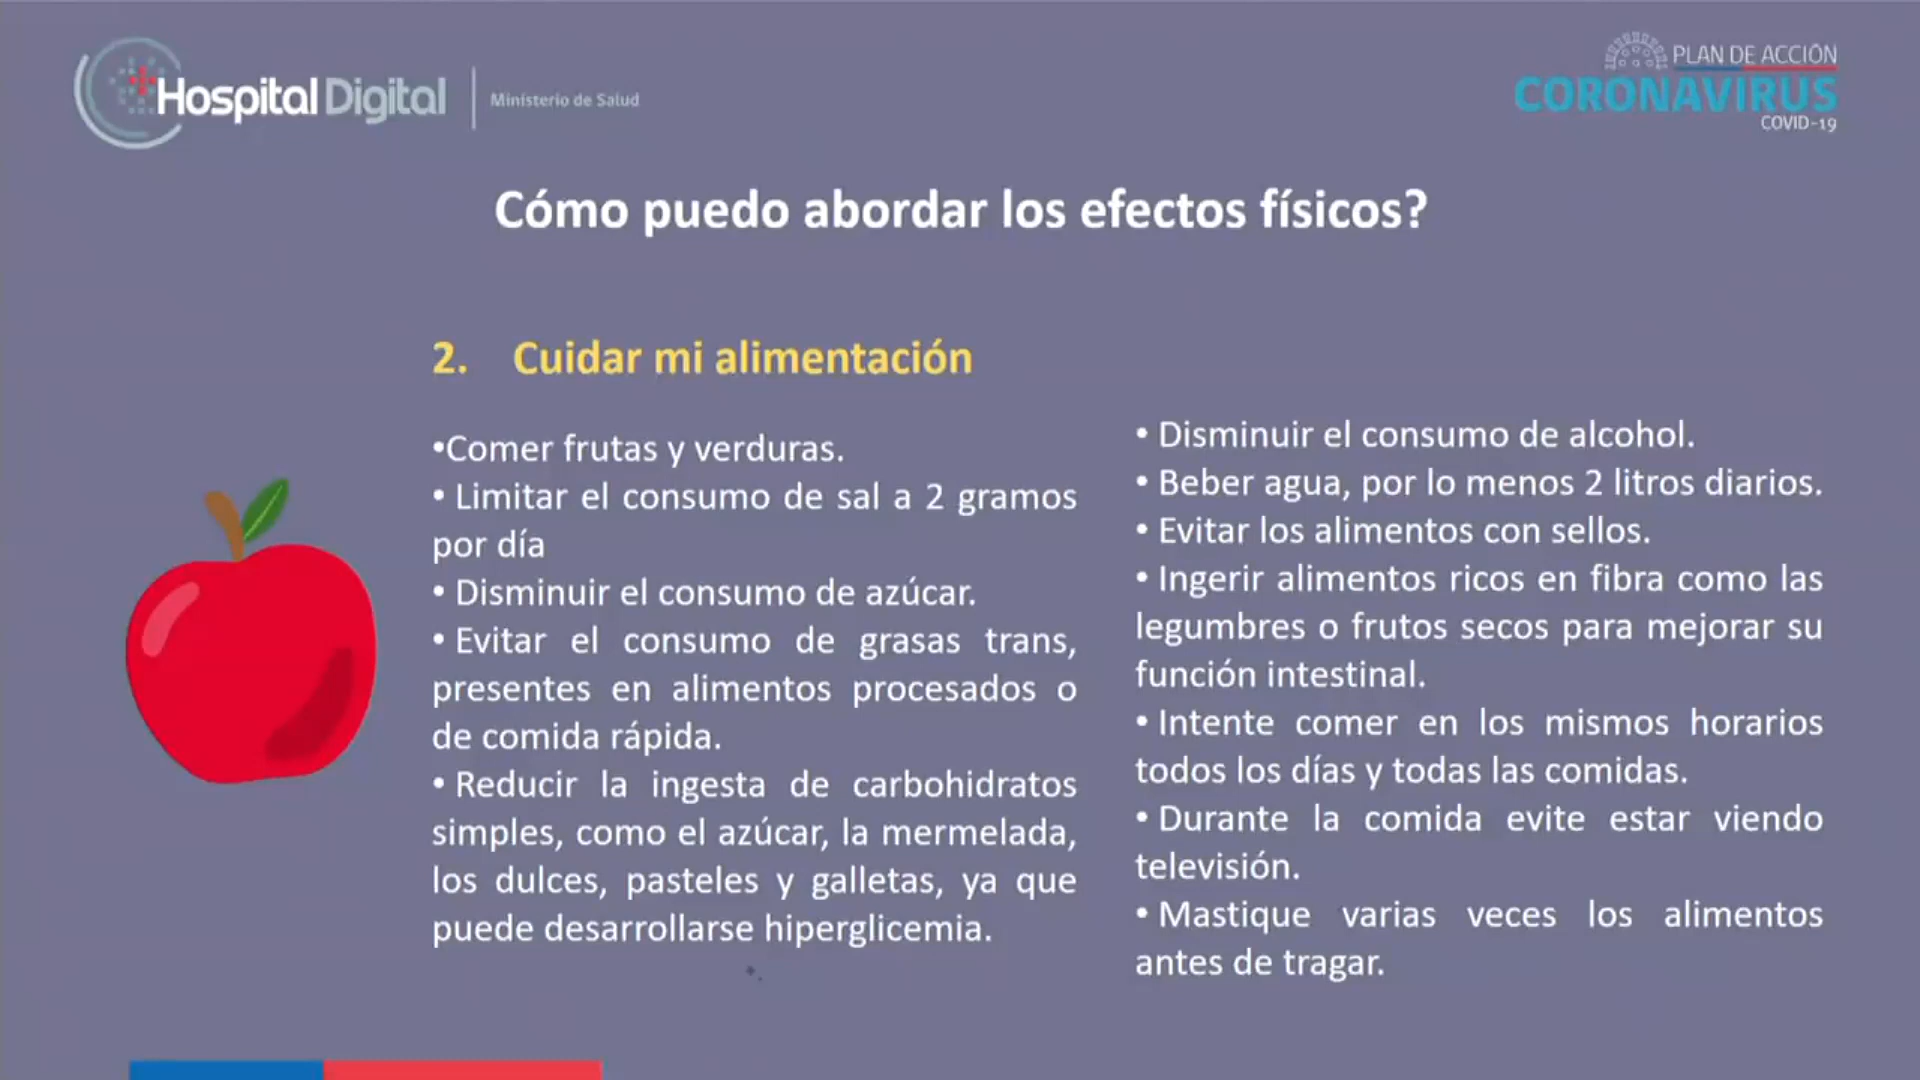 Hospital Digital
Ministerio de Salud
PLAN DE ACCIÓN
CORONAVIRUS
COVID-19
Cómo puedo abordar los efectos físicos?
2. Cuidar mi alimentación
•Comer frutas y verduras.
• Limitar el consumo de sal a 2 gramos
por día
• Disminuir el consumo de azúcar.
• Evitar el consumo de grasas trans,
presentes en alimentos procesados o
de comida rápida.
• Reducir la ingesta de carbohidratos
simples, como el azúcar, la mermelada,
los dulces, pasteles y galletas, ya que
puede desarrollarse hiperglicemia.
• Disminuir el consumo de alcohol.
• Beber agua, por lo menos 2 litros diarios.
• Evitar los alimentos con sellos.
• Ingerir alimentos ricos en fibra como las
legumbres o frutos secos para mejorar su
función intestinal.
• Intente comer en los mismos horarios
todos los días y todas las comidas.
• Durante la comida evite estar viendo
televisión.
• Mastique varias veces los alimentos
antes de tragar.